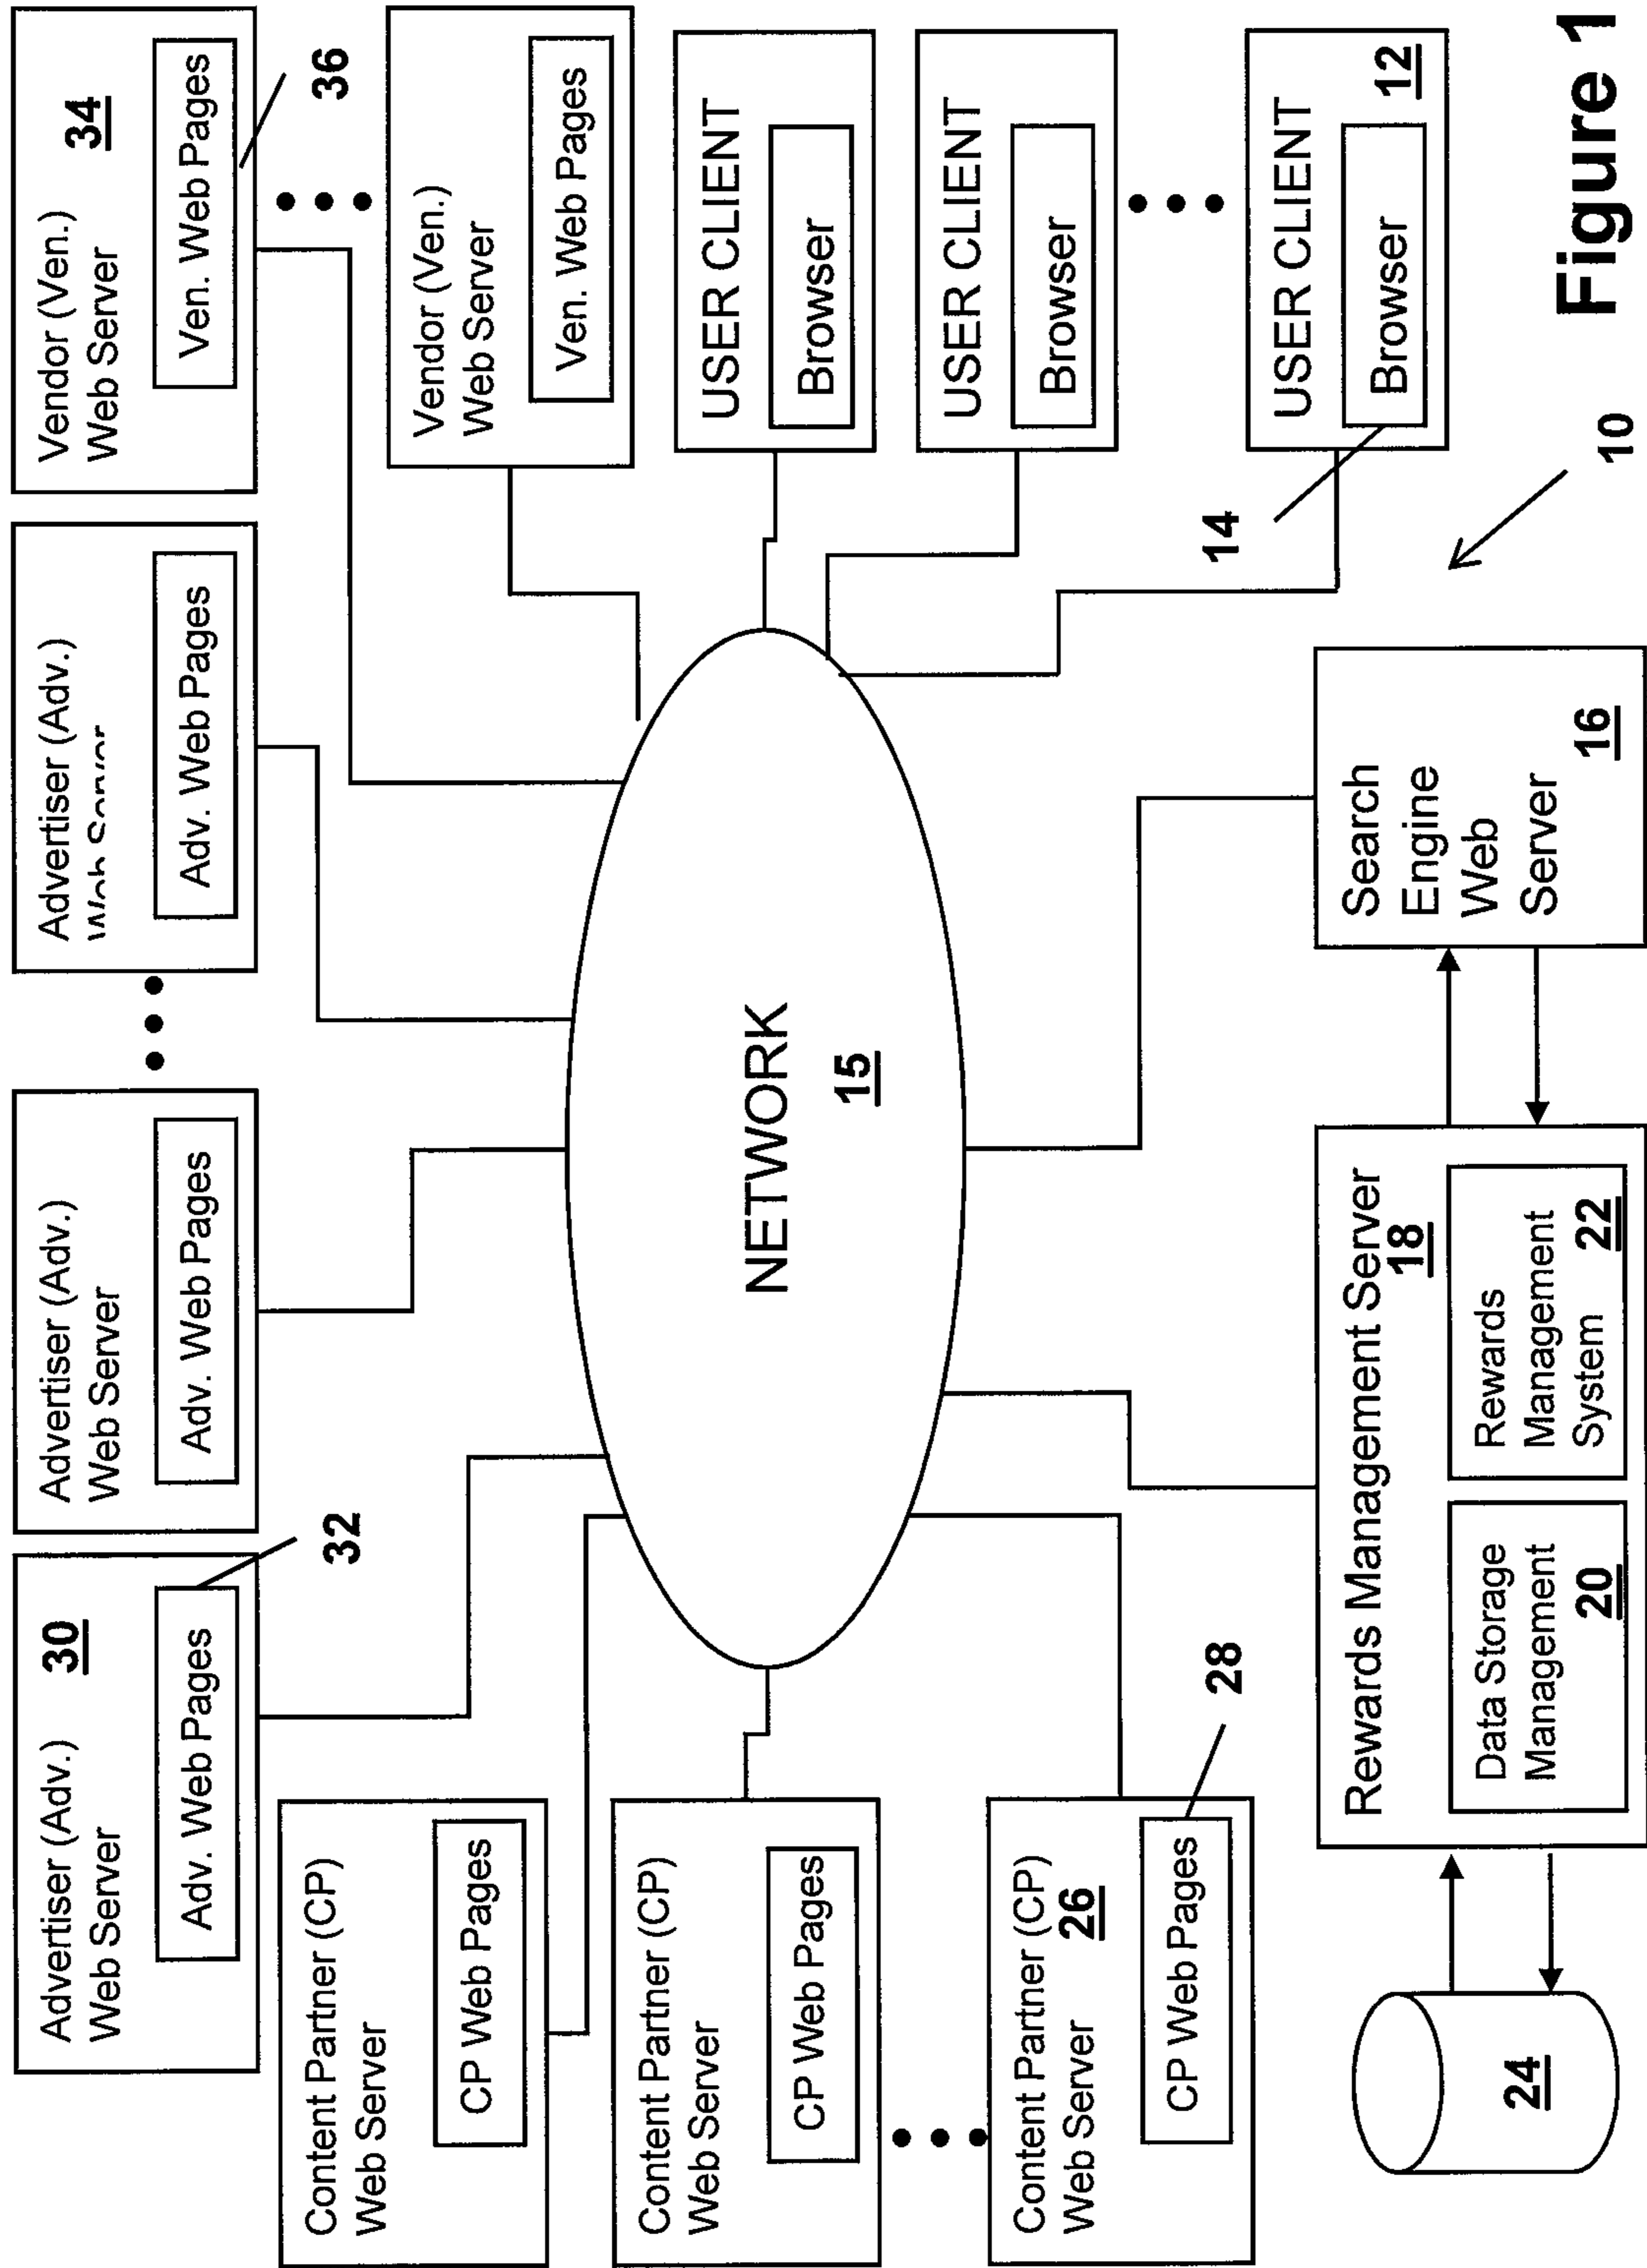 Advertiser (Adv.)
Web Server
30
Adv. Web Pages
32
Advertiser (Adv.)
Web Server
Adv. Web Pages
Advertiser (Adv.
Adv. Web Pages
Vendor (Ven.)
Web Server
34
Ven. Web Pages
36
Content Partner (CP)
Web Server
CP Web Pages
Content Partner (CP)
Web Server
CP Web Pages
Content Partner (CP)
Web Server
26
CP Web Pages
28
NETWORK
15
Vendor (Ven.)
Web Server
Ven. Web Pages
USER CLIENT
Browser
USER CLIENT
Browser
USER CLIENT
12
Browser
14
24
Rewards Management Server
18
Data Storage
Management
20
Rewards
Management
System
22
Search
Engine
Web
Server
16
10
Figure 1